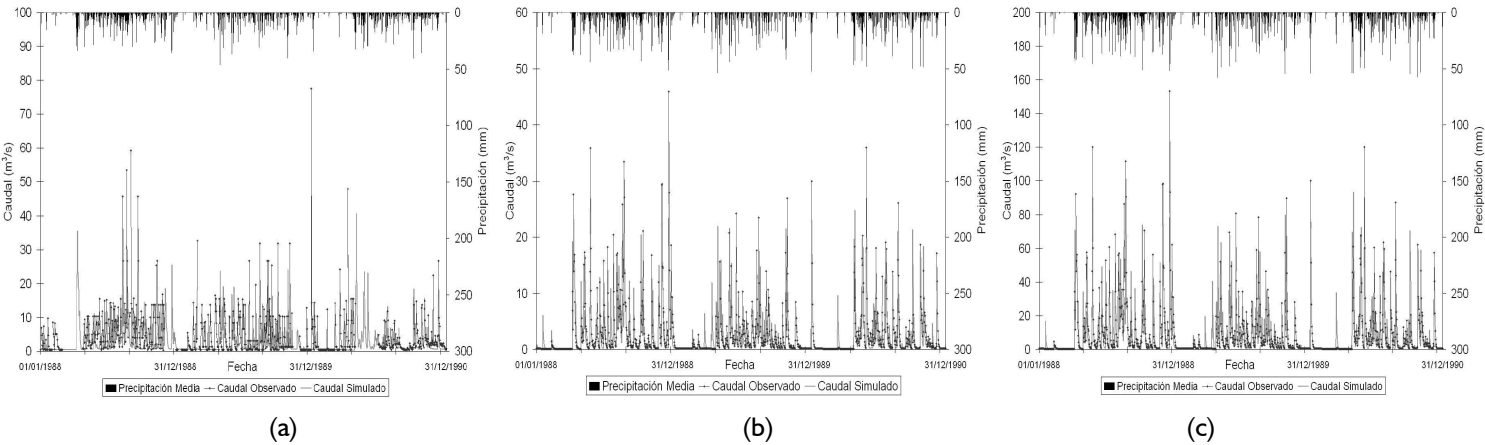 100
90
80
70
60
50
40
30
20
10
0
Caudal (m³/s)
0
50
100
150
200
250
300
Precipitación (mm)
01/01/1988
31/12/1988
Fecha
31/12/1989
31/12/1990
Precipitación Media
Caudal Observado
Caudal Simulado
(a)
60
50
40
30
20
10
0
Caudal (m³/s)
0
50
100
150
200
250
300
Precipitación (mm)
01/01/1988
31/12/1988
Fecha
31/12/1989
31/12/1990
Precipitación Media
Caudal Observado
Caudal Simulado
(b)
200
180
160
140
120
100
80
60
40
20
0
Caudal (m³/s)
0
50
100
150
200
250
300
Precipitación (mm)
01/01/1988
31/12/1988
Fecha
31/12/1989
31/12/1990
Precipitación Media
Caudal Observado
Caudal Simulado
(c)